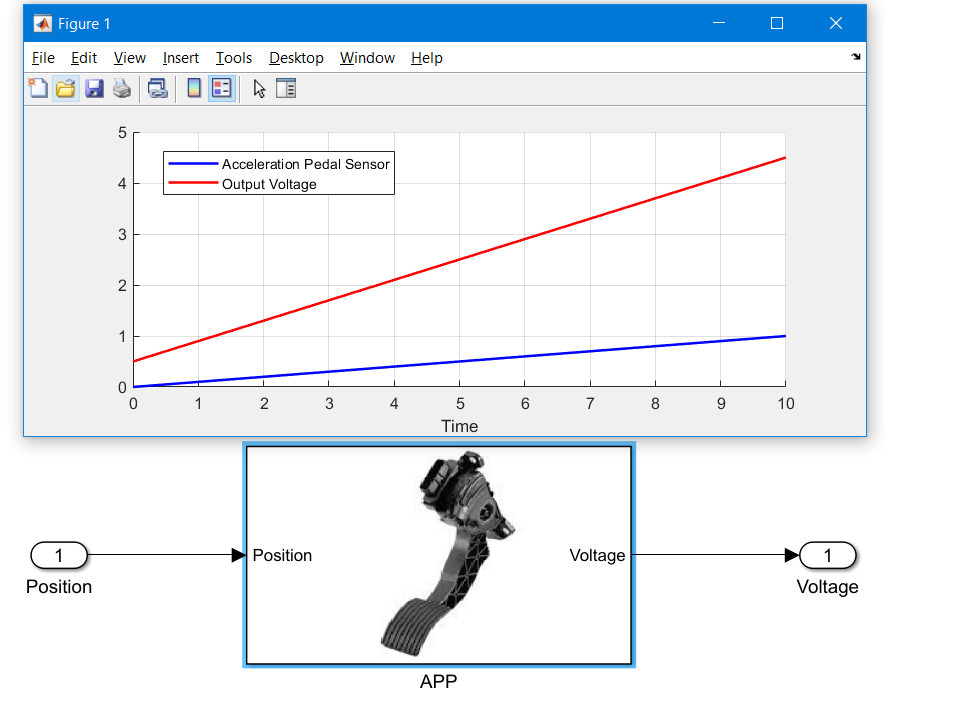 Figure 1
File Edit View Insert Tools Desktop Window Help
5
4
3
2
1
0
Acceleration Pedal Sensor
Output Voltage
0 1 2 3 4 5 6 7 8 9 10
Time
1
Position
Position
Voltage
1
Voltage
APP